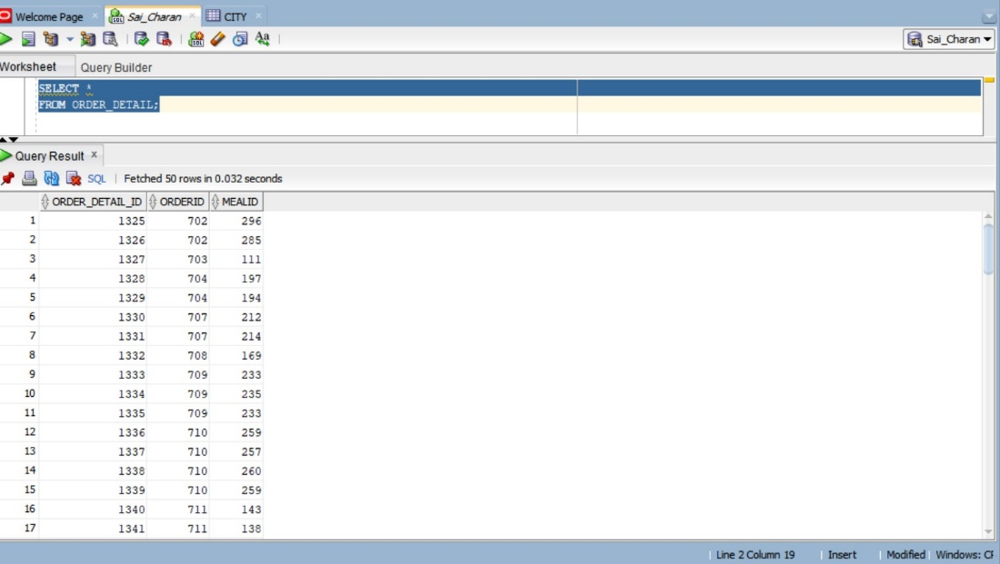 Welcome Page Sai_Charan CITY
Sai_Charan
Worksheet Query Builder
SELECT *
FROM ORDER_DETAIL;
Query Result
SQL Fetched 50 rows in 0.032 seconds
ORDER_DETAIL_ID ORDERID MEALID
1 1325 702 296
2 1326 702 285
3 1327 703 111
4 1328 704 197
5 1329 704 194
6 1330 707 212
7 1331 707 214
8 1332 708 169
9 1333 709 233
10 1334 709 235
11 1335 709 233
12 1336 710 259
13 1337 710 257
14 1338 710 260
15 1339 710 259
16 1340 711 143
17 1341 711 138
Line 2 Column 19 Insert Modified Windows: